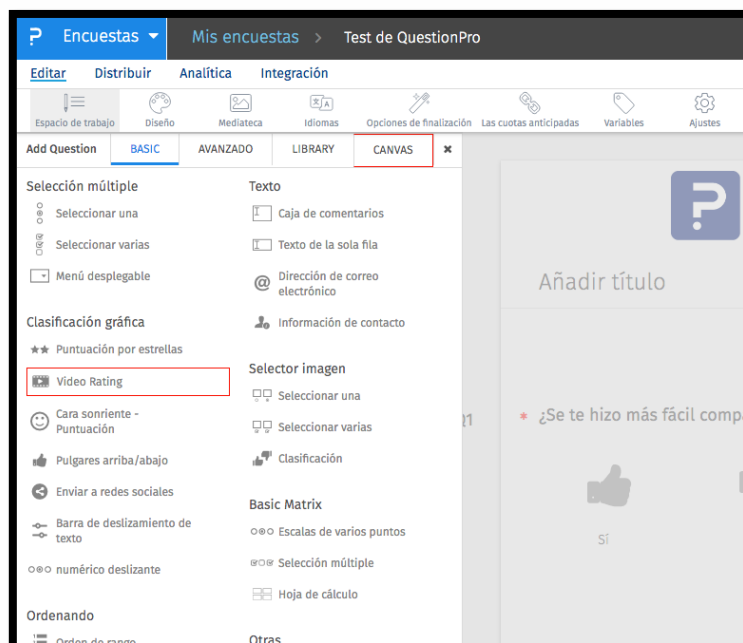 Encuestas
Mis encuestas > Test de QuestionPro
Editar Distribuir Analítica Integración
Espacio de trabajo Diseño Mediateca Idiomas Opciones de finalización Las cuotas anticipadas Variables Ajustes
Add Question BASIC AVANZADO LIBRARY CANVAS
Selección múltiple
Seleccionar una
Seleccionar varias
Menú desplegable
Clasificación gráfica
Puntuación por estrellas
Video Rating
Cara sonriente -
Puntuación
Pulgares arriba/abajo
Enviar a redes sociales
Barra de deslizamiento de
texto
numérico deslizante
Ordenando
Orden de rango
Texto
Caja de comentarios
Texto de la sola fila
Dirección de correo
electrónico
Información de contacto
Selector imagen
Seleccionar una
Seleccionar varias
Clasificación
Basic Matrix
Escalas de varios puntos
Selección múltiple
Hoja de cálculo
Otras
Añadir título
* ¿Se te hizo más fácil comp
Sí